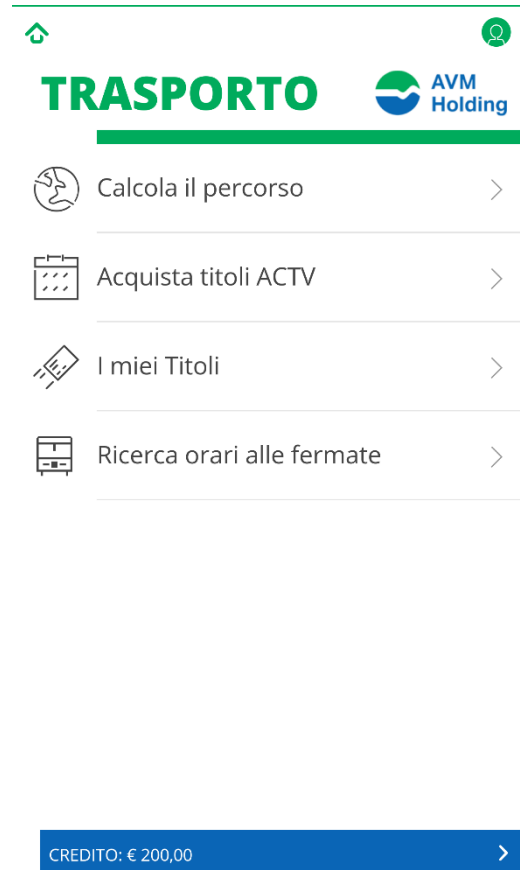 TRASPORTO
AVM
Holding
Calcola il percorso
Acquista titoli ACTV
I miei Titoli
Ricerca orari alle fermate
CREDITO: € 200,00